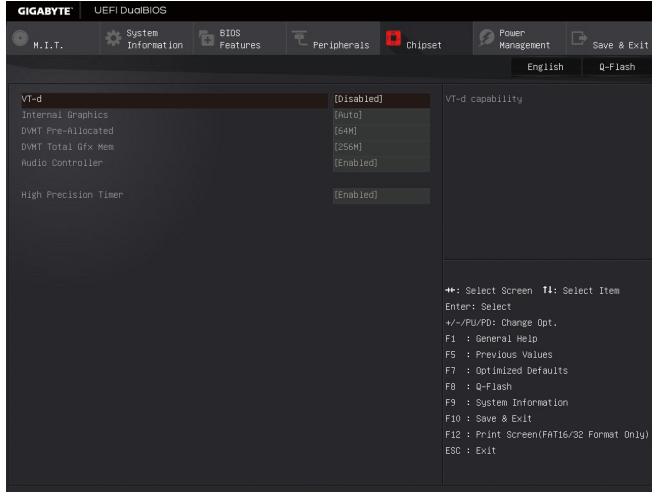 GIGABYTE™ UEFI DualBIOS
M.I.T.
System Information
BIOS Features
Peripherals
Chipset
Power Management
Save & Exit
English Q-Flash
VT-d [Disabled]
Internal Graphics [Auto]
DVMT Pre-Allocated [64M]
DVMT Total Gfx Mem [256M]
Audio Controller [Enabled]
High Precision Timer [Enabled]
VT-d capability
→←: Select Screen ↑↓: Select Item
Enter: Select
+/-/PU/PD: Change Opt.
F1 : General Help
F5 : Previous Values
F7 : Optimized Defaults
F8 : Q-Flash
F9 : System Information
F10 : Save & Exit
F12 : Print Screen(FAT16/32 Format Only)
ESC : Exit